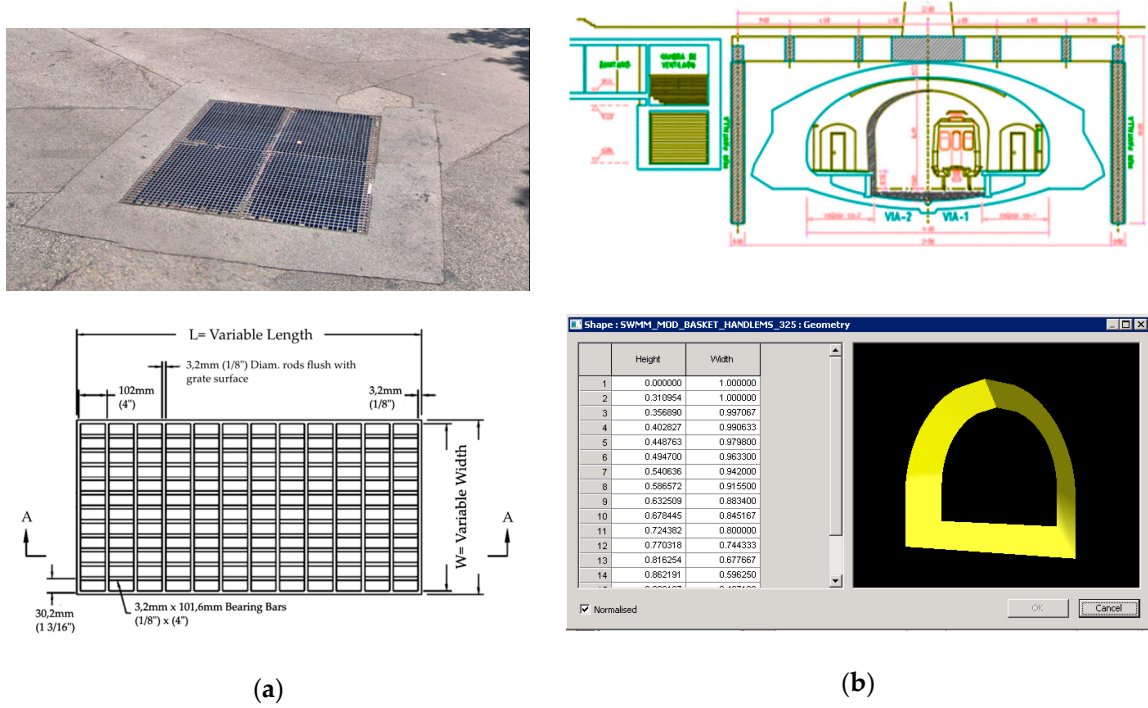 L= Variable Length
3,2mm (1/8") Diam. rods flush with
grate surface
102mm
(4")
3,2mm
(1/8")
W= Variable Width
A
A
30,2mm
(1 3/16")
3,2mm x 101,6mm Bearing Bars
(1/8") x (4")
(a)
CAMARA DE
VIA-2
VIA-1
Shape : SWMM_MOD_BASKET_HANDLEMS_325 : Geometry
Height Width
1 0.000000 1.000000
2 0.310954 1.000000
3 0.356890 0.997067
4 0.402827 0.990633
5 0.448763 0.979800
6 0.494700 0.963300
7 0.540636 0.942000
8 0.586572 0.915500
9 0.632509 0.883400
10 0.678445 0.845167
11 0.724382 0.800000
12 0.770318 0.744333
13 0.816254 0.677667
14 0.862191 0.596250
Normalised
OK
Cancel
(b)